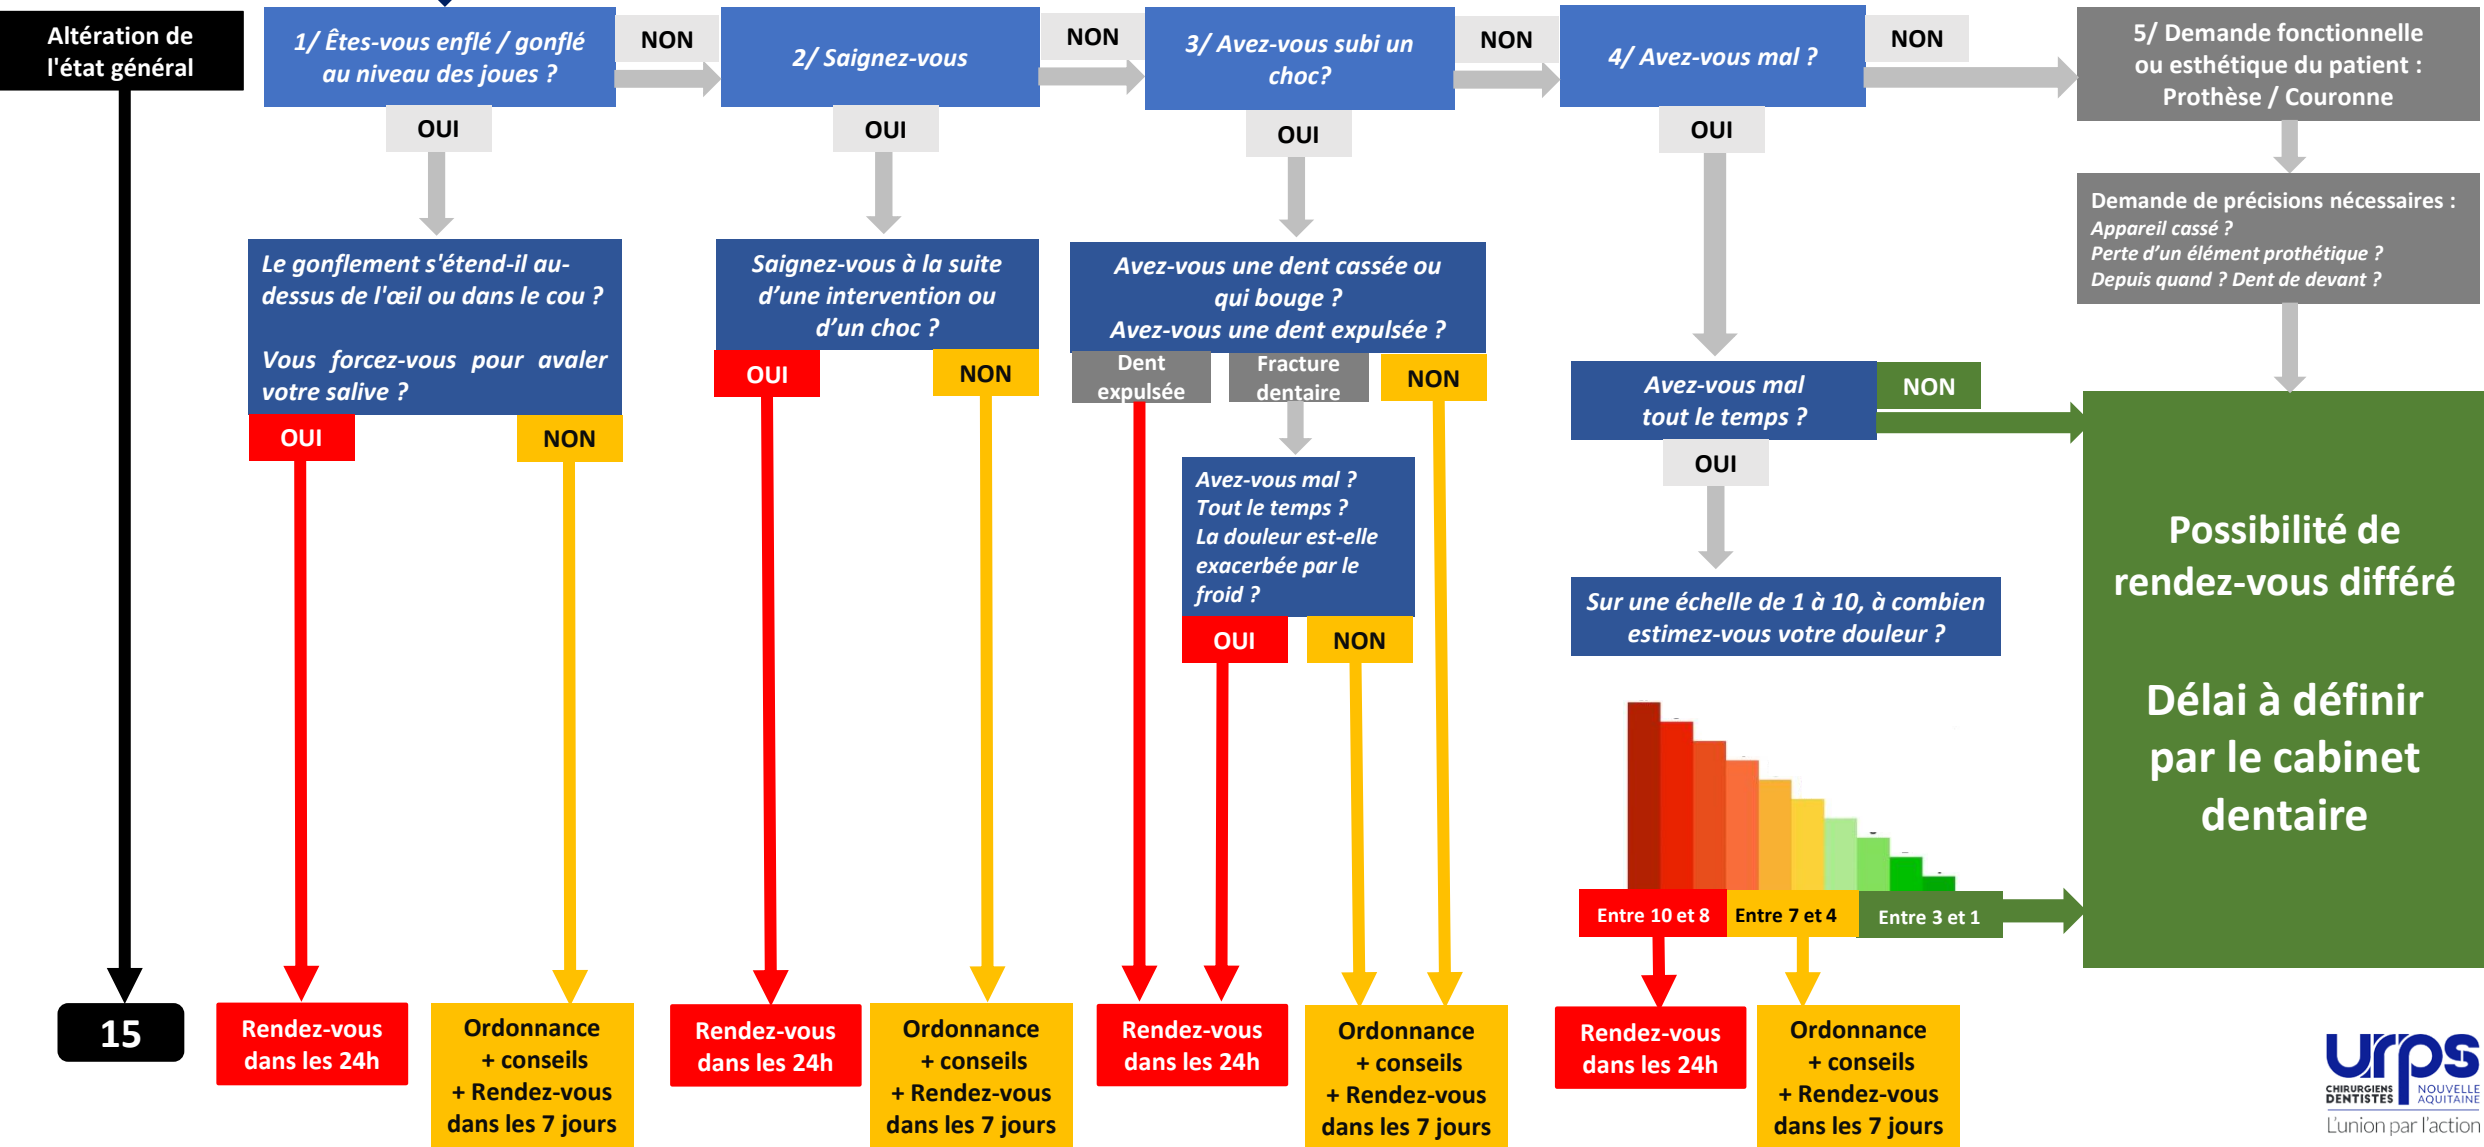 Altération de
l'état général
1/ Êtes-vous enflé / gonflé
au niveau des joues ?
NON
2/ Saignez-vous
NON
3/ Avez-vous subi un
choc?
NON
4/ Avez-vous mal ?
NON
5/ Demande fonctionnelle
ou esthétique du patient :
Prothèse / Couronne
OUI
OUI
OUI
OUI
Demande de précisions nécessaires :
Appareil cassé ?
Perte d'un élément prothétique ?
Depuis quand ? Dent de devant ?
Le gonflement s'étend-il au-
dessus de l'œil ou dans le cou ?
Vous forcez-vous pour avaler
votre salive ?
OUI
NON
Saignez-vous à la suite
d'une intervention ou
d'un choc ?
OUI
NON
Avez-vous une dent cassée ou
qui bouge ?
Avez-vous une dent expulsée ?
Dent
expulsée
Fracture
dentaire
NON
Avez-vous mal ?
Tout le temps ?
La douleur est-elle
exacerbée par le
froid ?
OUI
NON
Avez-vous mal
tout le temps ?
NON
OUI
Sur une échelle de 1 à 10, à combien
estimez-vous votre douleur ?
Entre 10 et 8
Entre 7 et 4
Entre 3 et 1
Possibilité de
rendez-vous différé
Délai à définir
par le cabinet
dentaire
15
Rendez-vous
dans les 24h
Ordonnance
+ conseils
+ Rendez-vous
dans les 7 jours
Rendez-vous
dans les 24h
Ordonnance
+ conseils
+ Rendez-vous
dans les 7 jours
Rendez-vous
dans les 24h
Ordonnance
+ conseils
+ Rendez-vous
dans les 7 jours
Rendez-vous
dans les 24h
Ordonnance
+ conseils
+ Rendez-vous
dans les 7 jours
urps
CHIRURGIENS DENTISTES
NOUVELLE AQUITAINE
L'union par l'action